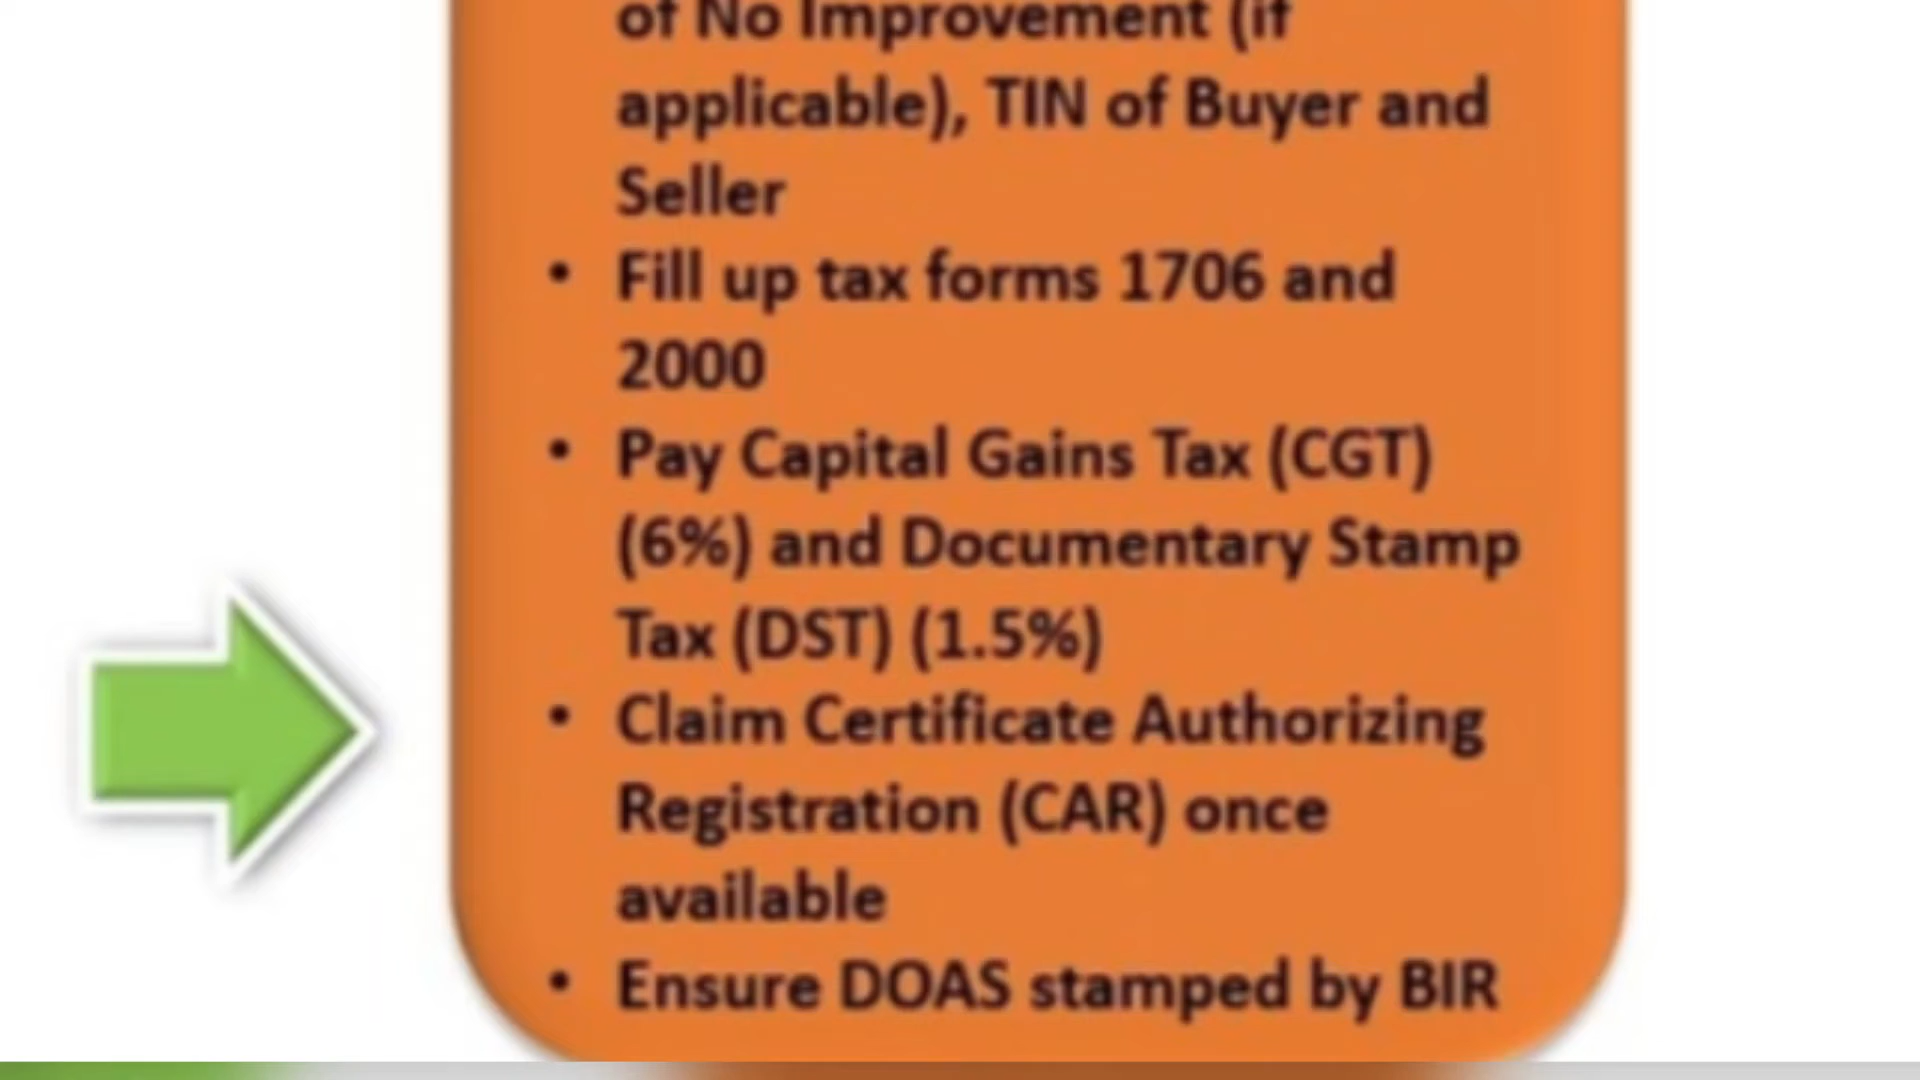 of No Improvement (if
applicable), TIN of Buyer and
Seller
• Fill up tax forms 1706 and
2000
• Pay Capital Gains Tax (CGT)
(6%) and Documentary Stamp
Tax (DST) (1.5%)
• Claim Certificate Authorizing
Registration (CAR) once
available
• Ensure DOAS stamped by BIR